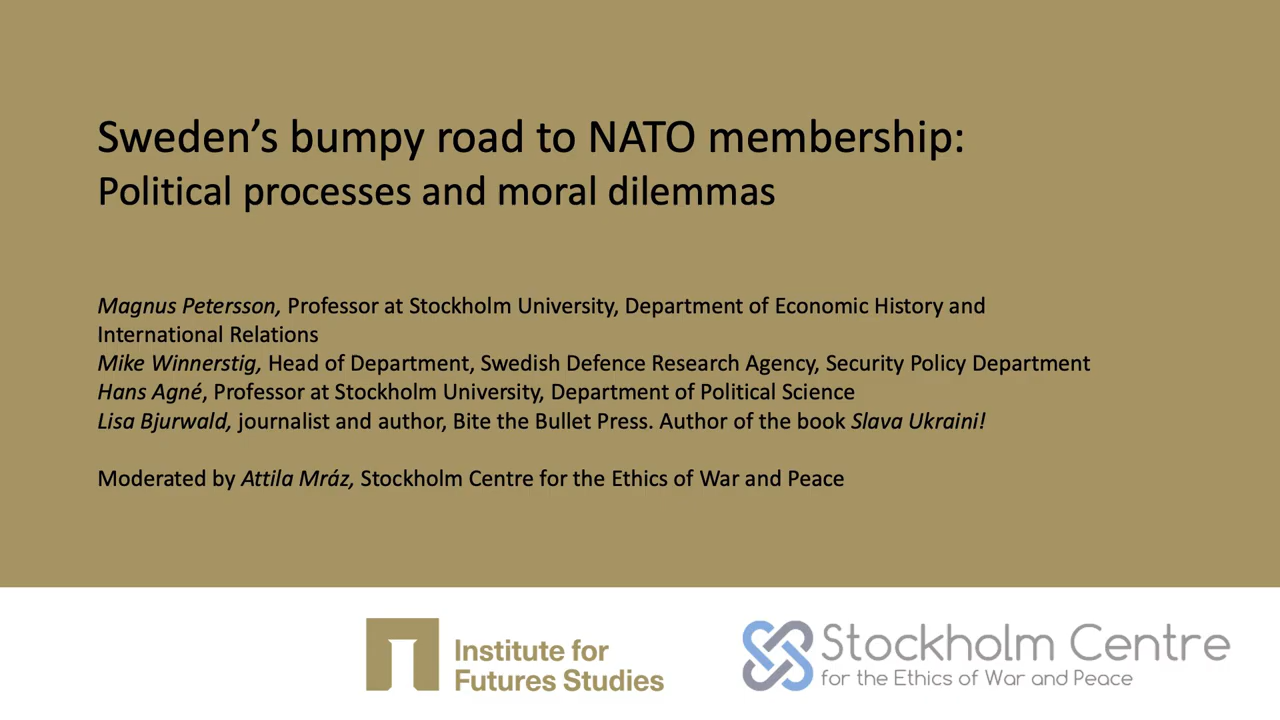 Sweden’s bumpy road to NATO membership:
Political processes and moral dilemmas
Magnus Petersson, Professor at Stockholm University, Department of Economic History and
International Relations
Mike Winnerstig, Head of Department, Swedish Defence Research Agency, Security Policy Department
Hans Agné, Professor at Stockholm University, Department of Political Science
Lisa Bjurwald, journalist and author, Bite the Bullet Press. Author of the book Slava Ukraini!
Moderated by Attila Mráz, Stockholm Centre for the Ethics of War and Peace
Institute for
Futures Studies
Stockholm Centre
for the Ethics of War and Peace